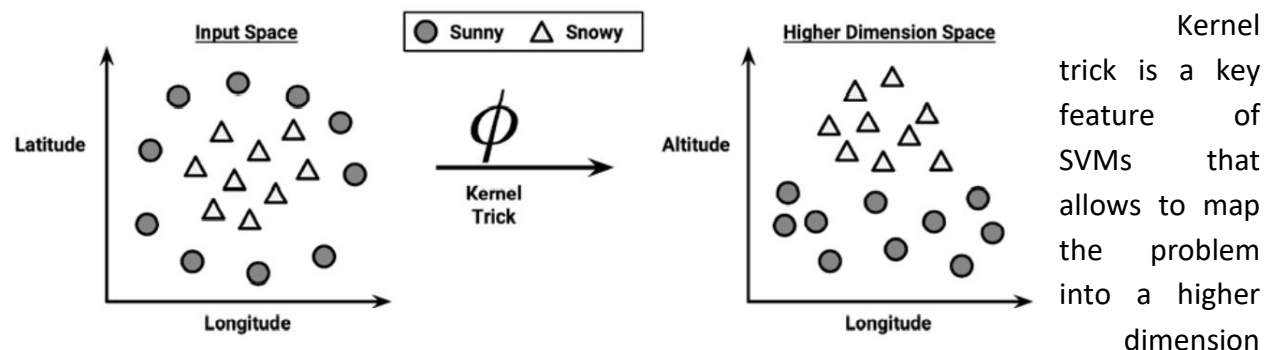 Input Space
Sunny Snowy
Higher Dimension Space
Latitude
ϕ
Kernel
Trick
Longitude
Altitude
Longitude
Kernel
trick is a key
feature of
SVMs that
allows to map
the problem
into a higher
dimension